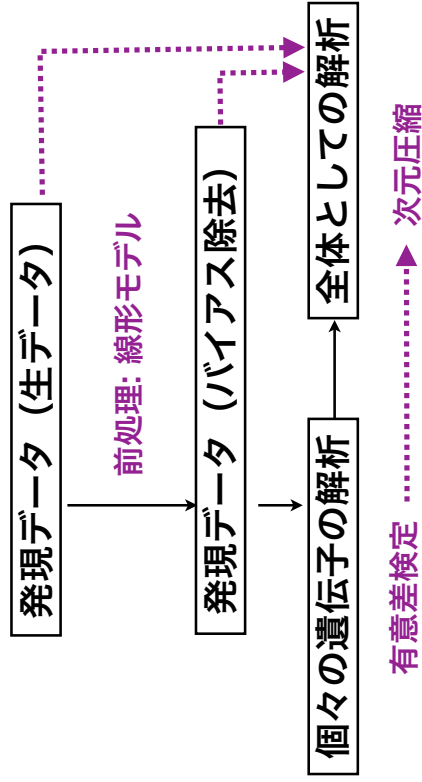 発現データ（生データ）
前処理: 線形モデル
発現データ（バイアス除去）
個々の遺伝子の解析
全体としての解析
有意差検定
次元圧縮